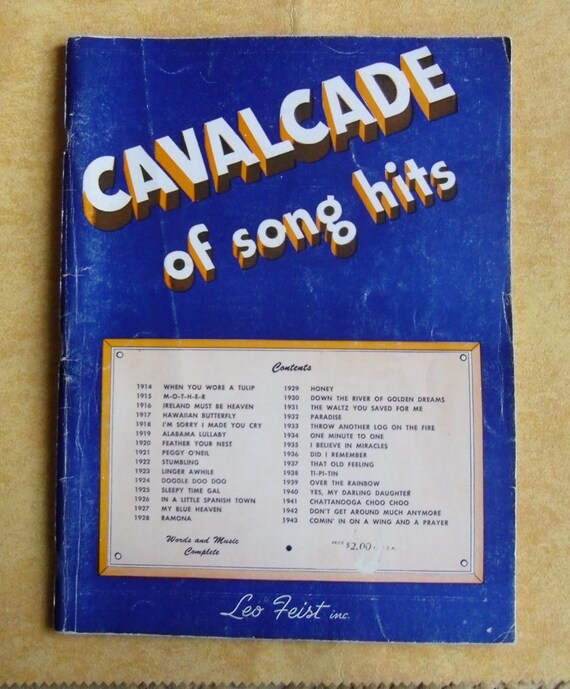 CAVALCADE
of song hits
Contents
1914 WHEN YOU WORE A TULIP
1915 M-O-T-H-E-R
1916 IRELAND MUST BE HEAVEN
1917 HAWAIIAN BUTTERFLY
1918 I'M SORRY I MADE YOU CRY
1919 ALABAMA LULLABY
1920 FEATHER YOUR NEST
1921 PEGGY O'NEIL
1922 STUMBLING
1923 LINGER AWHILE
1924 DOODLE DOO DOO
1925 SLEEPY TIME GAL
1926 IN A LITTLE SPANISH TOWN
1927 MY BLUE HEAVEN
1928 RAMONA
1929 HONEY
1930 DOWN THE RIVER OF GOLDEN DREAMS
1931 THE WALTZ YOU SAVED FOR ME
1932 PARADISE
1933 THROW ANOTHER LOG ON THE FIRE
1934 ONE MINUTE TO ONE
1935 I BELIEVE IN MIRACLES
1936 DID I REMEMBER
1937 THAT OLD FEELING
1938 TI-PI-TIN
1939 OVER THE RAINBOW
1940 YES, MY DARLING DAUGHTER
1941 CHATTANOOGA CHOO CHOO
1942 DON'T GET AROUND MUCH ANYMORE
1943 COMIN' IN ON A WING AND A PRAYER
Words and Music
Complete
PRICE $2.00
Leo Feist inc.